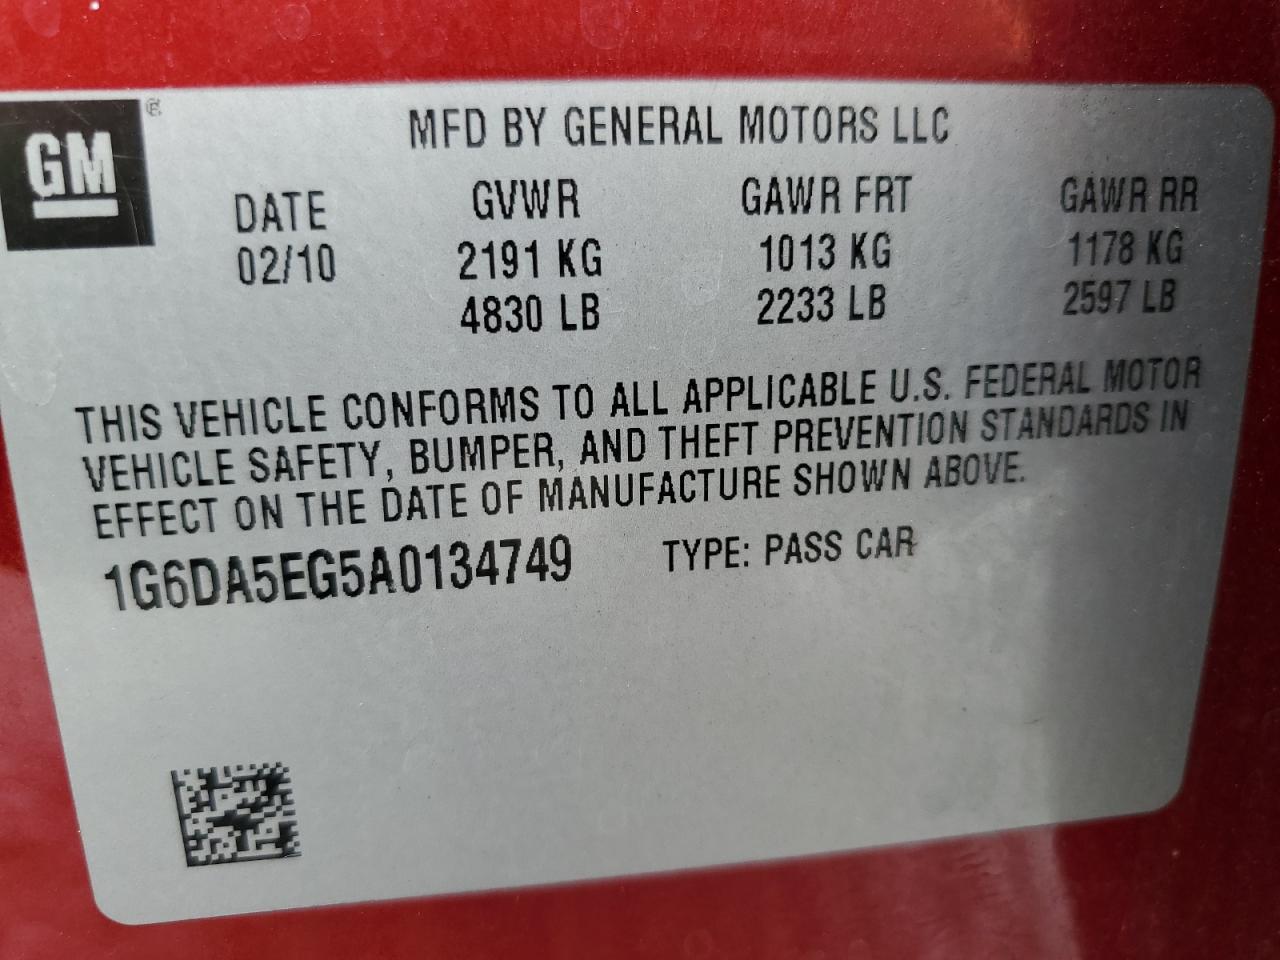 GM ®
MFD BY GENERAL MOTORS LLC
DATE GVWR GAWR FRT GAWR RR
02/10 2191 KG 1013 KG 1178 KG
4830 LB 2233 LB 2597 LB
THIS VEHICLE CONFORMS TO ALL APPLICABLE U.S. FEDERAL MOTOR
VEHICLE SAFETY, BUMPER, AND THEFT PREVENTION STANDARDS IN
EFFECT ON THE DATE OF MANUFACTURE SHOWN ABOVE.
1G6DA5EG5A0134749 TYPE: PASS CAR